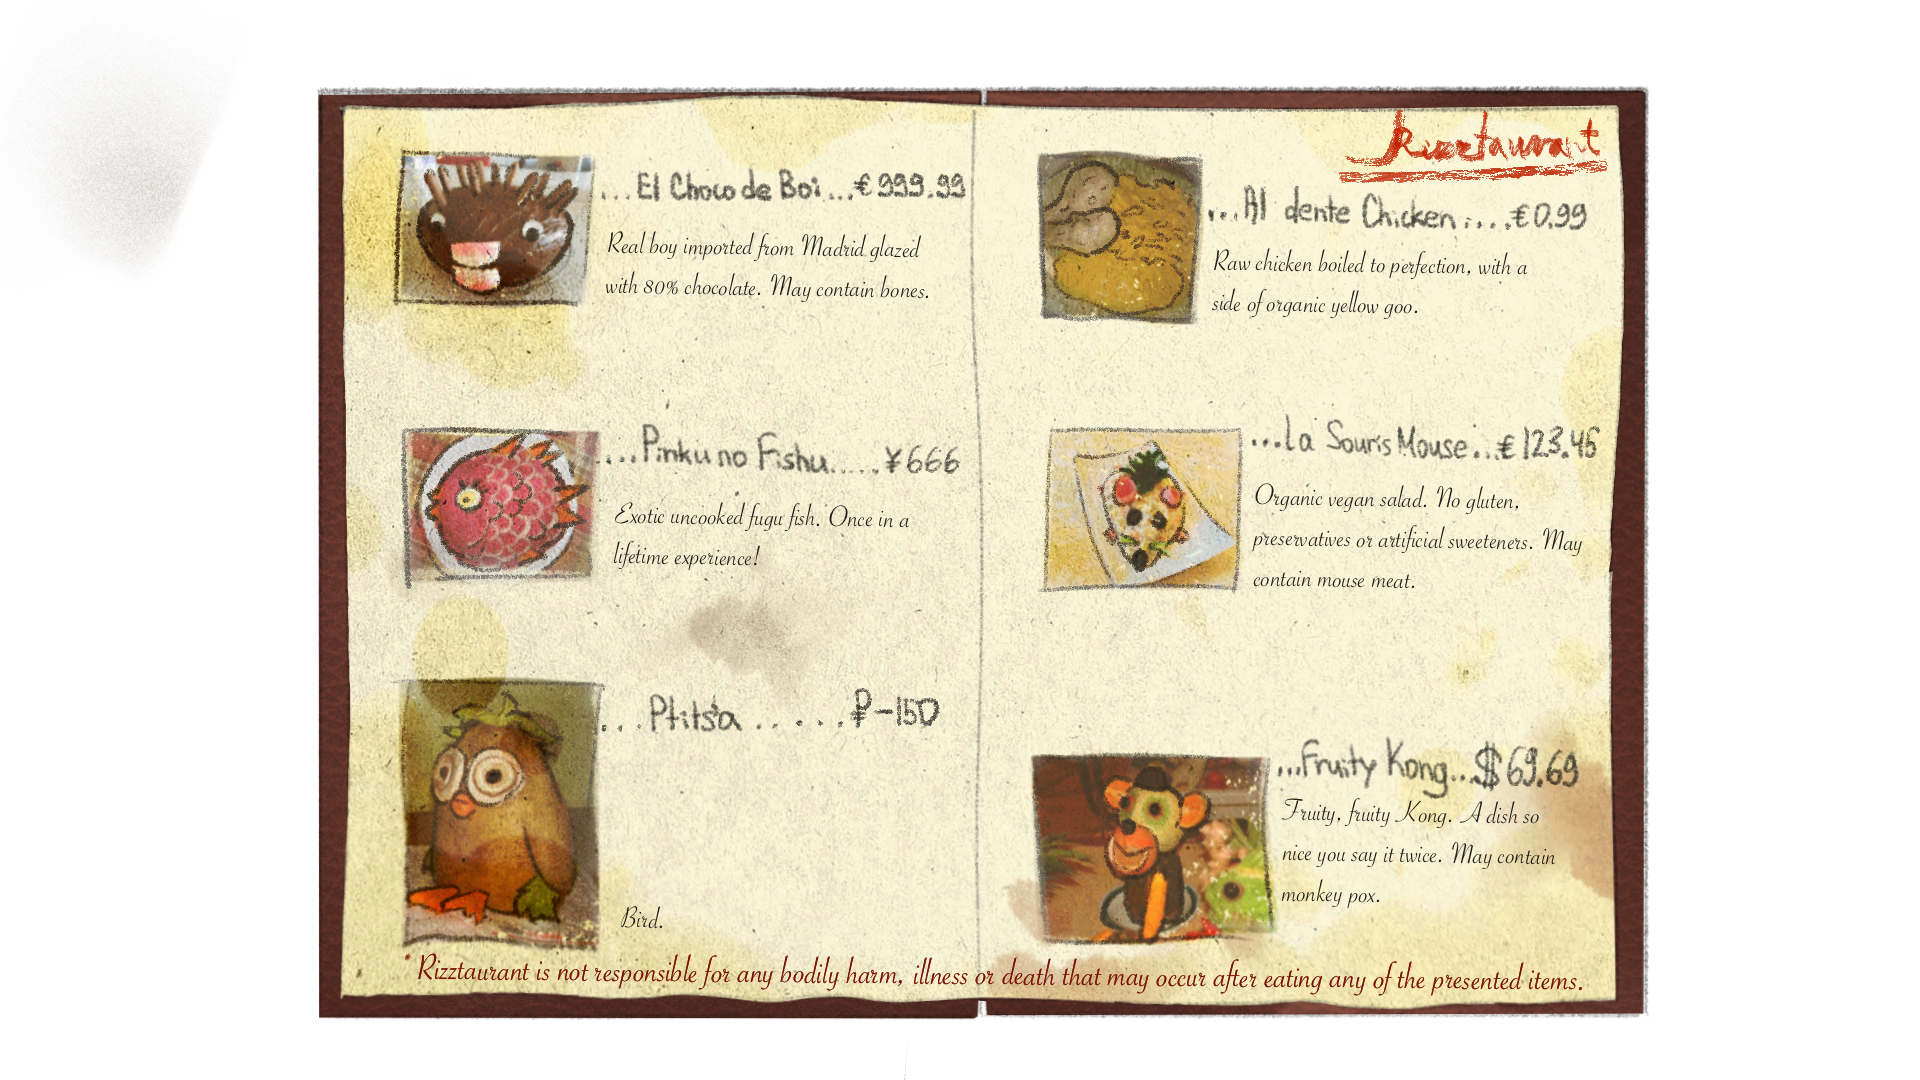 Rizztaurant
...El Choco de Boi...€999.99
Real boy imported from Madrid glazed
with 80% chocolate. May contain bones.
....Pinku no Fishu.....¥666
Exotic uncooked fugu fish. Once in a
lifetime experience!
...Ptitsa......₽-150
Bird.
...Al dente Chicken.....€0.99
Raw chicken boiled to perfection, with a
side of organic yellow goo.
...La Souris Mouse...€123.45
Organic vegan salad. No gluten,
preservatives or artificial sweeteners. May
contain mouse meat.
...Fruity Kong...$69.69
Fruity, fruity Kong. A dish so
nice you say it twice. May contain
monkey pox.
* Rizztaurant is not responsible for any bodily harm, illness or death that may occur after eating any of the presented items.